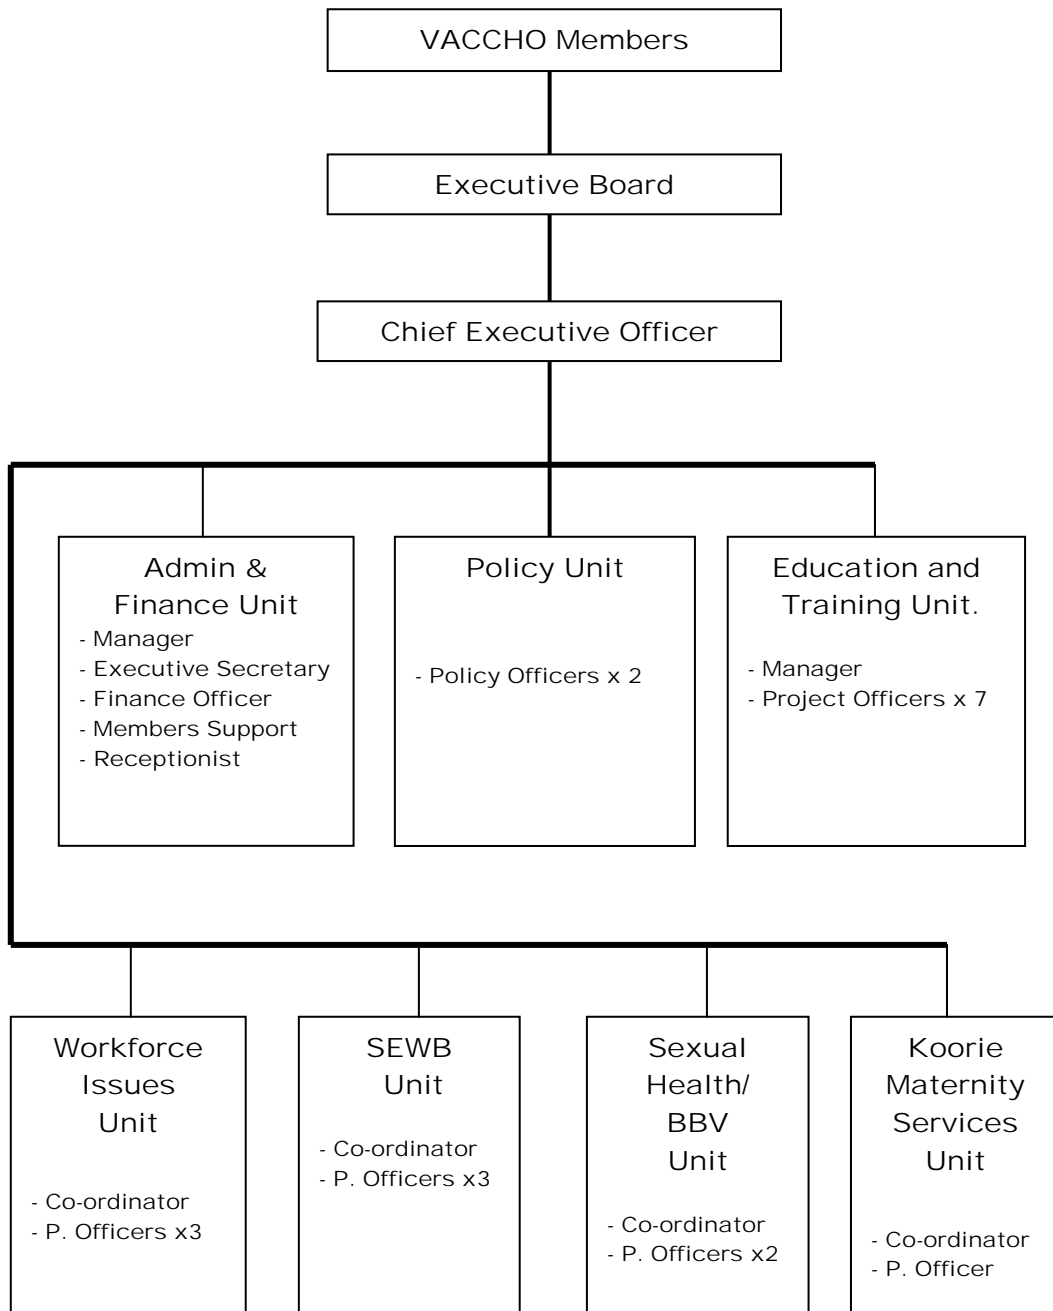 VACCHO Members
Executive Board
Chief Executive Officer
Admin &
Finance Unit
- Manager
- Executive Secretary
- Finance Officer
- Members Support
- Receptionist
Policy Unit
- Policy Officers x 2
Education and
Training Unit.
- Manager
- Project Officers x 7
Workforce
Issues
Unit
- Co-ordinator
- P. Officers x3
SEWB
Unit
- Co-ordinator
- P. Officers x3
Sexual
Health/
BBV
Unit
- Co-ordinator
- P. Officers x2
Koorie
Maternity
Services
Unit
- Co-ordinator
- P. Officer